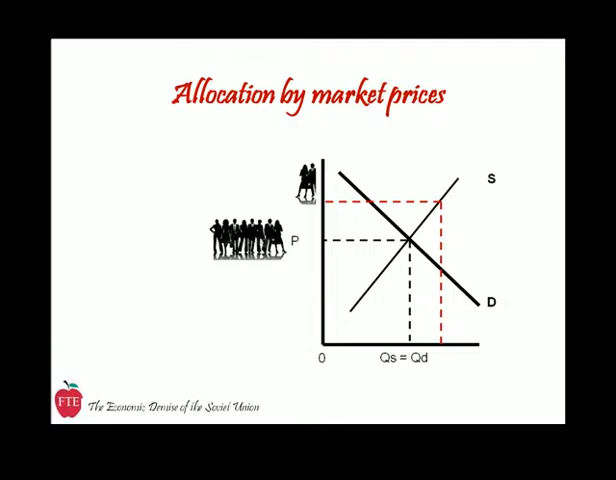 Allocation by market prices
S
P
D
0
Qs = Qd
FTE
The Economic Demise of the Soviet Union